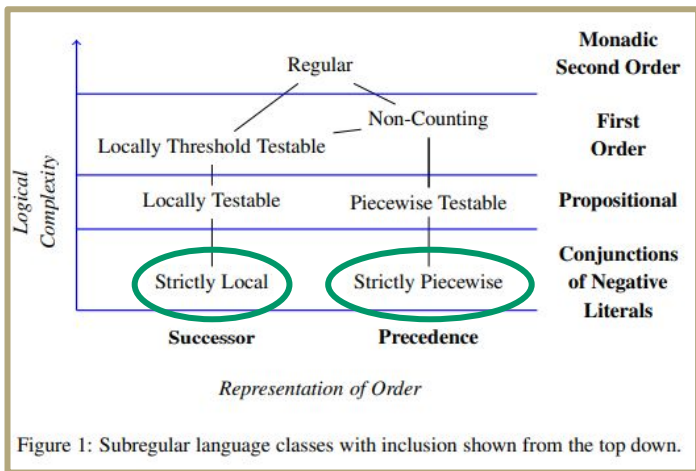 Monadic
Second Order
Regular
Non-Counting
First
Order
Locally Threshold Testable
Logical
Complexity
Locally Testable
Piecewise Testable
Propositional
Conjunctions
of Negative
Literals
Strictly Local
Strictly Piecewise
Successor
Precedence
Representation of Order
Figure 1: Subregular language classes with inclusion shown from the top down.